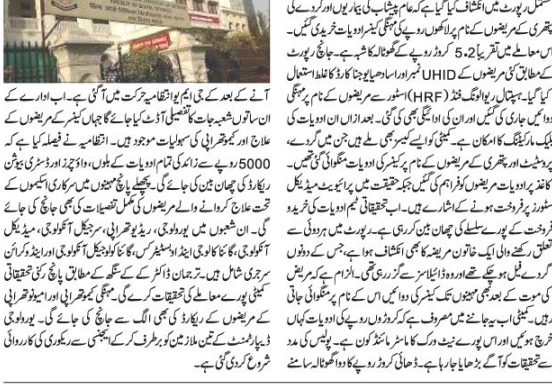 مشتمل رپورٹ میں انکشاف کیا گیا ہے کہ عام پیشاب کی بیماریوں اور گردے کی
پتھری کے مریضوں کے نام پر لاکھوں روپے کی مہنگی کینسر ادویات خریدی گئیں۔
اس معاملے میں تقریباً 5.2 کروڑ روپے کے گھوٹالہ کا شبہ ہے۔ جانچ رپورٹ
کے مطابق کئی مریضوں کے UHID نمبر اور اسادھیا یوجنا کارڈ کا غلط استعمال
کیا گیا۔ ہسپتال ریوالونگ فنڈ (HRF) اسٹور سے مریضوں کے نام پر مہنگی
دوائیں جاری کی گئیں اور ان کی ادائیگی بھی کی گئی۔ بعد ازاں ان ادویات کی
بلیک مارکیٹنگ کا امکان ہے۔ کمیٹی کو ایسے کیسز بھی ملے ہیں جن میں گردے،
پروسٹیٹ اور پتھری کے مریضوں کے نام پر کینسر کی ادویات منگوائی گئی تھیں۔
کاغذ پر ادویات مریضوں کو فراہم کی گئیں جبکہ حقیقت میں پرائیویٹ میڈیکل
سٹورز پر فروخت ہونے کے اشارے ہیں۔ اب تحقیقاتی ٹیم ادویات کی خرید و
فروخت کے پورے سلسلے کی چھان بین کر رہی ہے۔ رپورٹ میں ہردوئی سے
تعلق رکھنے والی ایک خاتون مریضہ کا بھی انکشاف ہوا ہے، جس کے دونوں
گردے فیل ہو چکے تھے اور وہ ڈائیلاسز سے گزر رہی تھی۔ الزام ہے کہ مریض
کی موت کے بعد بھی مہینوں تک کینسر کی دوائیں اس کے نام پر منگوائی جاتی
رہیں۔ کمیٹی اب یہ جاننے میں مصروف ہے کہ کروڑوں روپے کی ادویات کہاں
خرچ ہوئیں اور اس پورے نیٹ ورک کا ماسٹر مائنڈ کون ہے۔ پولیس کی مدد
سے تحقیقات کو آگے بڑھایا جا رہا ہے۔ ڈھائی کروڑ روپے کا دوا گھوٹالہ سامنے
آنے کے بعد کے جی ایم یو انتظامیہ حرکت میں آ گئی ہے۔ اب ادارے کے
ان ساتوں شعبہ جات کا تفصیلی آڈٹ کیا جائے گا جہاں کینسر کے مریضوں کے
علاج اور کیموتھراپی کی سہولیات موجود ہیں۔ انتظامیہ نے فیصلہ کیا ہے کہ
5000 روپے سے زائد کی تمام ادویات کے بلوں، واؤچرز اور ڈسٹری بیوشن
ریکارڈ کی چھان بین کی جائے گی۔ پچھلے پانچ مہینوں میں سرکاری اسکیموں کے
تحت علاج کروانے والے مریضوں کی مکمل تفصیلات کی بھی جانچ کی جائے
گی۔ ان شعبوں میں یورولوجی، ریڈیوتھراپی، سرجیکل آنکولوجی، میڈیکل
آنکولوجی، گائناکالوجی اینڈ اوبسٹیٹرکس، گائناکولوجیکل آنکولوجی اور اینڈوکرائن
سرجری شامل ہیں۔ ترجمان ڈاکٹر کے کے سنگھ کے مطابق پانچ رکنی تحقیقاتی
کمیٹی پورے معاملے کی تحقیقات کرے گی۔ مہنگی کیموتھراپی اور امیونوتھراپی
کے مریضوں کے ریکارڈ کی بھی الگ سے جانچ کی جائے گی۔ یورولوجی
ڈیپارٹمنٹ کے تین ملازمین کو برطرف کر کے ایجنسی سے ریکوری کی کارروائی
شروع کر دی گئی ہے۔